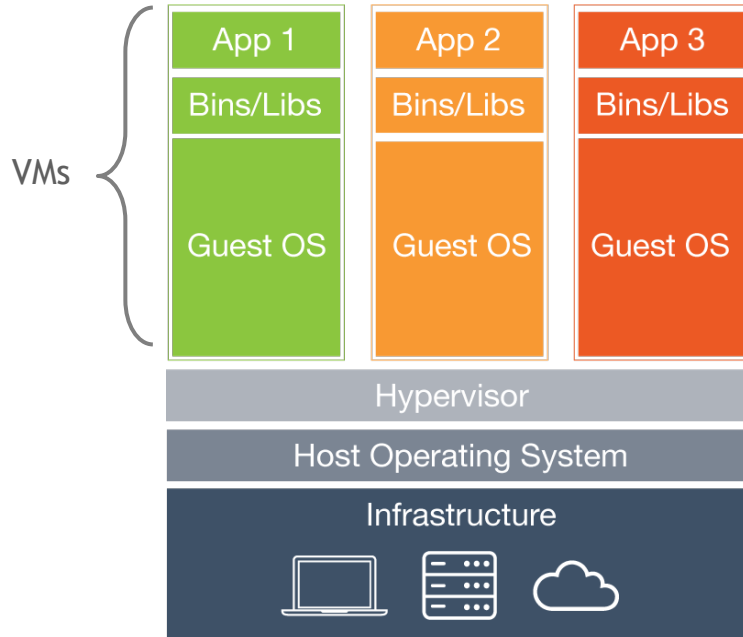 App 1
App 2
App 3
Bins/Libs
Bins/Libs
Bins/Libs
VMs
Guest OS
Guest OS
Guest OS
Hypervisor
Host Operating System
Infrastructure